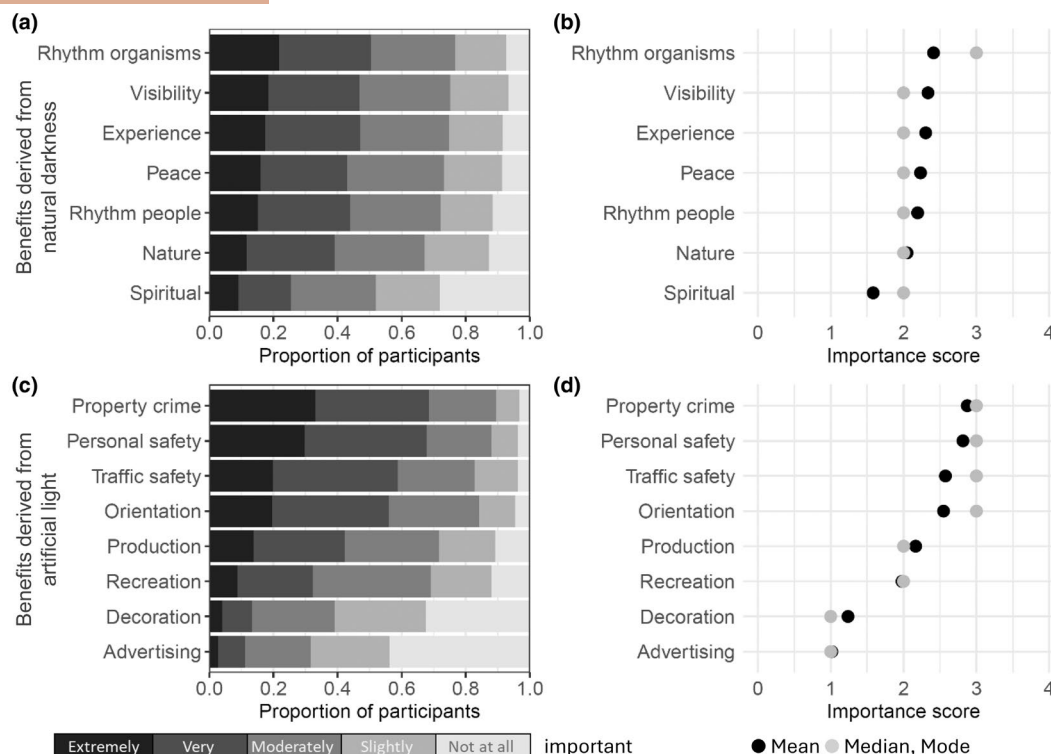 (a)
Benefits derived from
natural darkness
Rhythm organisms
Visibility
Experience
Peace
Rhythm people
Nature
Spiritual
0.0 0.2 0.4 0.6 0.8 1.0
Proportion of participants
(b)
Rhythm organisms
Visibility
Experience
Peace
Rhythm people
Nature
Spiritual
0 1 2 3 4
Importance score
(c)
Benefits derived from
artificial light
Property crime
Personal safety
Traffic safety
Orientation
Production
Recreation
Decoration
Advertising
0.0 0.2 0.4 0.6 0.8 1.0
Proportion of participants
(d)
Property crime
Personal safety
Traffic safety
Orientation
Production
Recreation
Decoration
Advertising
0 1 2 3 4
Importance score
Extremely Very Moderately Slightly Not at all important
Mean Median, Mode